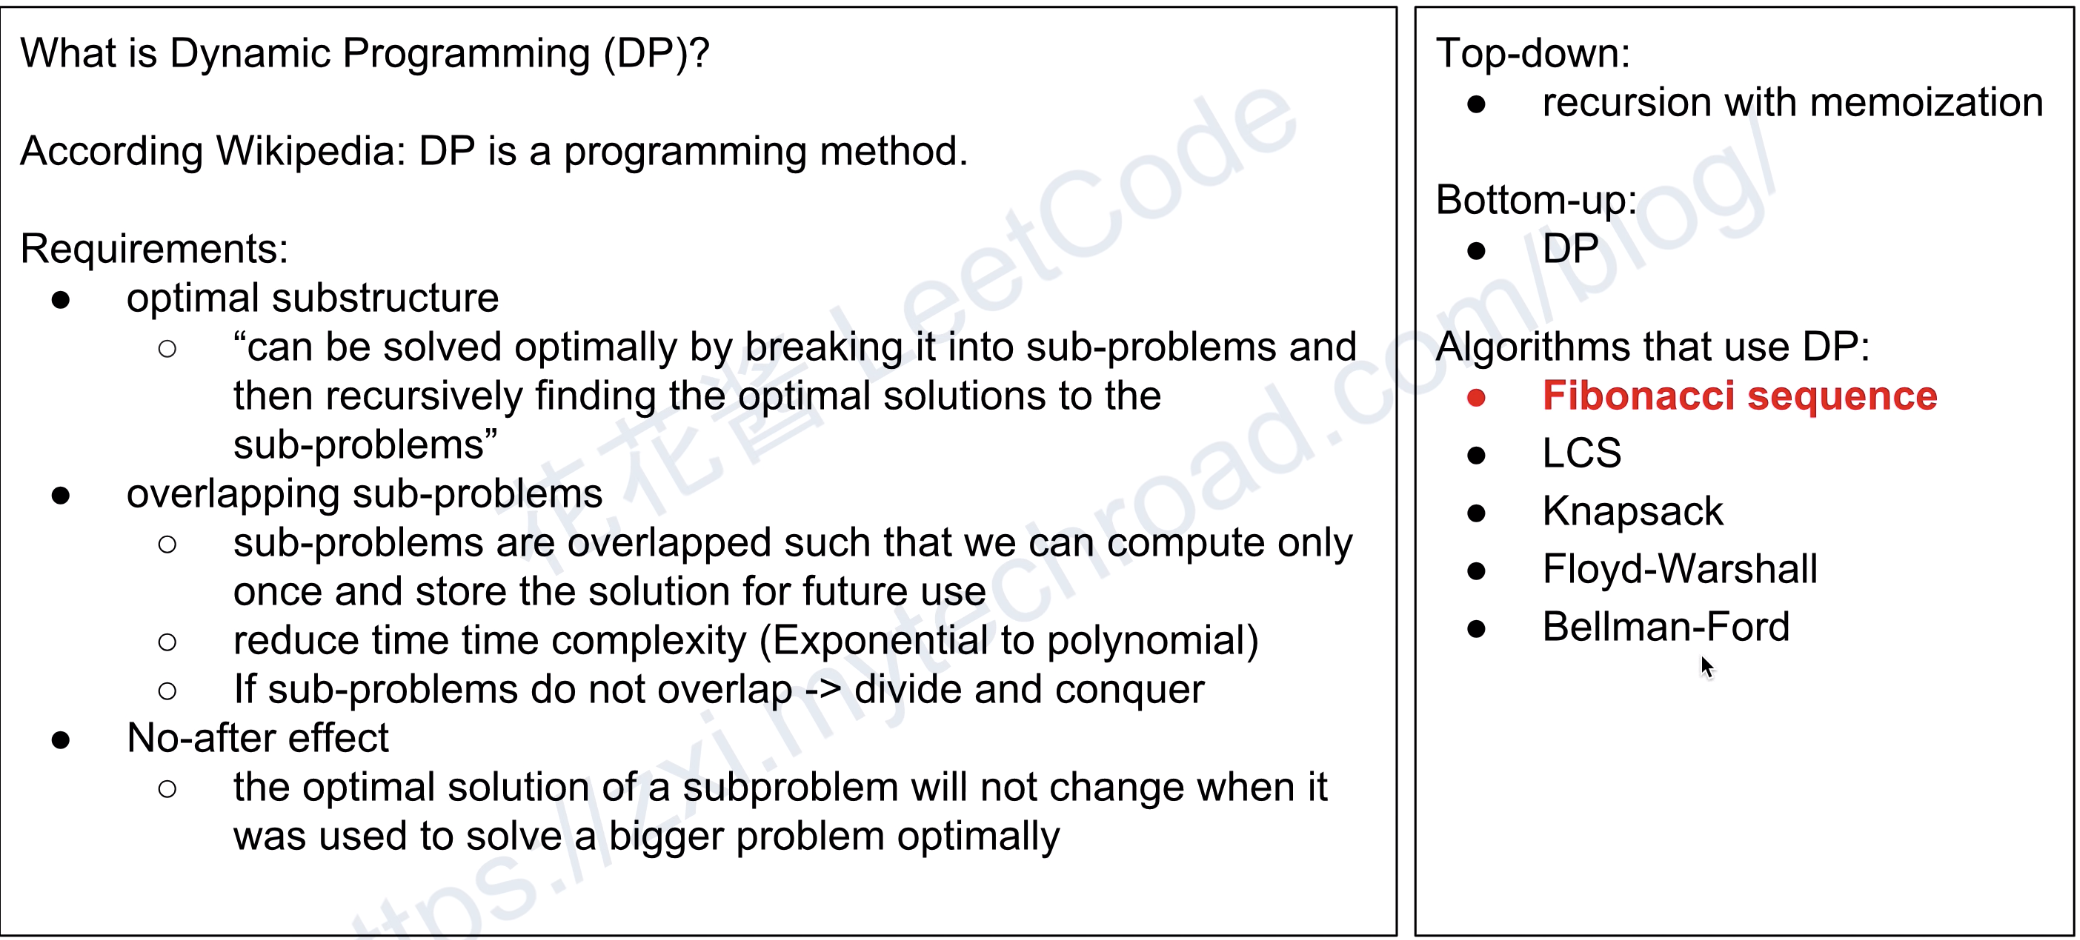 What is Dynamic Programming (DP)?
According Wikipedia: DP is a programming method.
Requirements:
● optimal substructure
○ “can be solved optimally by breaking it into sub-problems and
then recursively finding the optimal solutions to the
sub-problems”
● overlapping sub-problems
○ sub-problems are overlapped such that we can compute only
once and store the solution for future use
○ reduce time time complexity (Exponential to polynomial)
○ If sub-problems do not overlap -> divide and conquer
● No-after effect
○ the optimal solution of a subproblem will not change when it
was used to solve a bigger problem optimally
Top-down:
● recursion with memoization
Bottom-up:
● DP
Algorithms that use DP:
● Fibonacci sequence
● LCS
● Knapsack
● Floyd-Warshall
● Bellman-Ford
花花酱 LeetCode
ttps://zxi.mytechroad.com/blog/